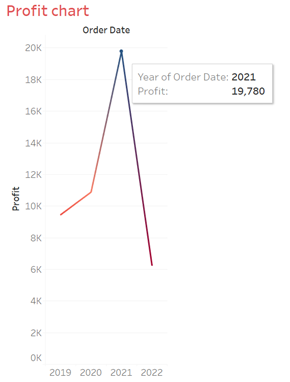 Profit chart
Order Date
20K
Year of Order Date: 2021
Profit: 19,780
18K
16K
14K
12K
Profit
10K
8K
6K
4K
2K
0K
2019 2020 2021 2022